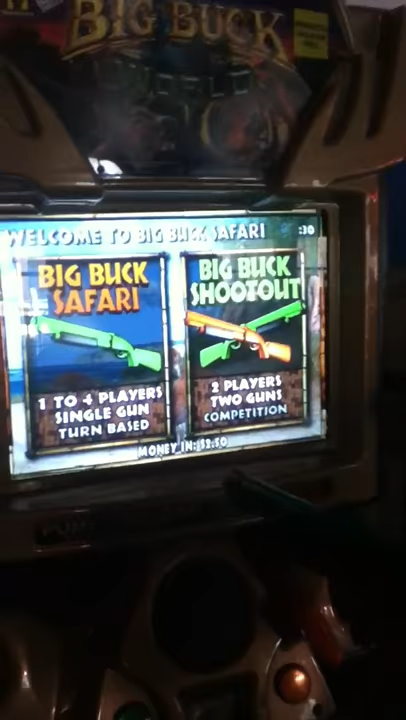 BIG BUCK
WORLD
WELCOME TO BIG BUCK SAFARI :30
BIG BUCK
SAFARI
1 TO 4 PLAYERS
SINGLE GUN
TURN BASED
BIG BUCK
SHOOTOUT
2 PLAYERS
TWO GUNS
COMPETITION
MONEY IN: $2.50